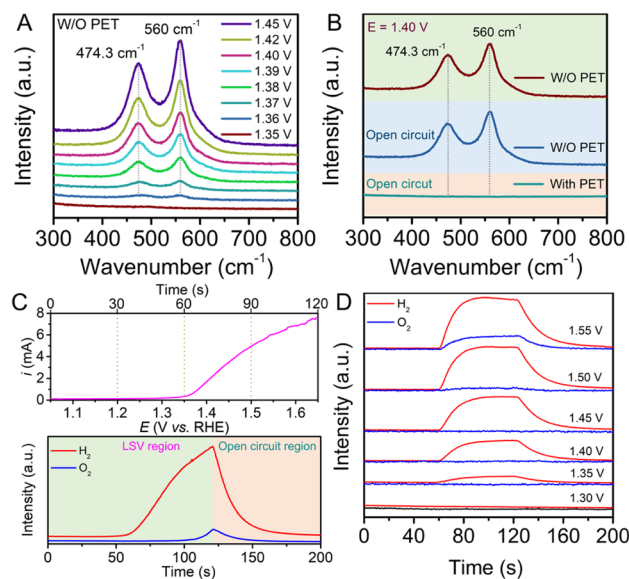 A
W/O PET
560 cm-1
474.3 cm-1
1.45 V
1.42 V
1.40 V
1.39 V
1.38 V
1.37 V
1.36 V
1.35 V
Intensity (a.u.)
300 400 500 600 700 800
Wavenumber (cm-1)
B
E = 1.40 V
560 cm-1
474.3 cm-1
W/O PET
Open circuit
W/O PET
Open circut
With PET
Intensity (a.u.)
300 400 500 600 700 800
Wavenumber (cm-1)
C
Time (s)
0 30 60 90 120
8
6
4
2
0
i (mA)
1.1 1.2 1.3 1.4 1.5 1.6
E (V vs. RHE)
H2
O2
LSV region
Open circuit region
Intensity (a.u.)
0 50 100 150 200
Time (s)
D
H2
O2
1.55 V
1.50 V
1.45 V
1.40 V
1.35 V
1.30 V
Intensity (a.u.)
0 40 80 120 160 200
Time (s)